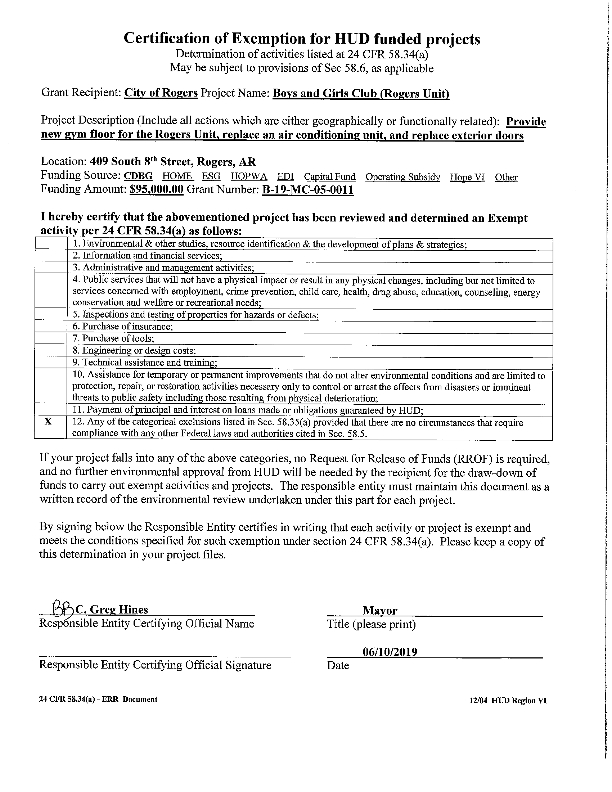 Certification of Exemption for HUD funded projects
Determination of activities listed at 24 CFR 58.34(a)
May be subject to provisions of Sec 58.6, as applicable
Grant Recipient: City of Rogers Project Name: Boys and Girls Club (Rogers Unit)
Project Description (Include all actions which are either geographically or functionally related): Provide
new gym floor for the Rogers Unit, replace an air conditioning unit, and replace exterior doors
Location: 409 South 8th Street, Rogers, AR
Funding Source: CDBG HOME ESG HOPWA EDI Capital Fund Operating Subsidy Hope VI Other
Funding Amount: $95,000.00 Grant Number: B-19-MC-05-0011
I hereby certify that the abovementioned project has been reviewed and determined an Exempt
activity per 24 CFR 58.34(a) as follows:
1. Environmental & other studies, resource identification & the development of plans & strategies;
2. Information and financial services;
3. Administrative and management activities;
4. Public services that will not have a physical impact or result in any physical changes, including but not limited to
services concerned with employment, crime prevention, child care, health, drug abuse, education, counseling, energy
conservation and welfare or recreational needs;
5. Inspections and testing of properties for hazards or defects;
6. Purchase of insurance;
7. Purchase of tools;
8. Engineering or design costs;
9. Technical assistance and training;
10. Assistance for temporary or permanent improvements that do not alter environmental conditions and are limited to
protection, repair, or restoration activities necessary only to control or arrest the effects from disasters or imminent
threats to public safety including those resulting from physical deterioration;
11. Payment of principal and interest on loans made or obligations guaranteed by HUD;
X 12. Any of the categorical exclusions listed in Sec. 58.35(a) provided that there are no circumstances that require
compliance with any other Federal laws and authorities cited in Sec. 58.5.
If your project falls into any of the above categories, no Request for Release of Funds (RROF) is required,
and no further environmental approval from HUD will be needed by the recipient for the draw-down of
funds to carry out exempt activities and projects. The responsible entity must maintain this document as a
written record of the environmental review undertaken under this part for each project.
By signing below the Responsible Entity certifies in writing that each activity or project is exempt and
meets the conditions specified for such exemption under section 24 CFR 58.34(a). Please keep a copy of
this determination in your project files.
C. Greg Hines Mayor
Responsible Entity Certifying Official Name Title (please print)
06/10/2019
Responsible Entity Certifying Official Signature Date
24 CFR 58.34(a) - ERR Document 12/04 HUD Region VI